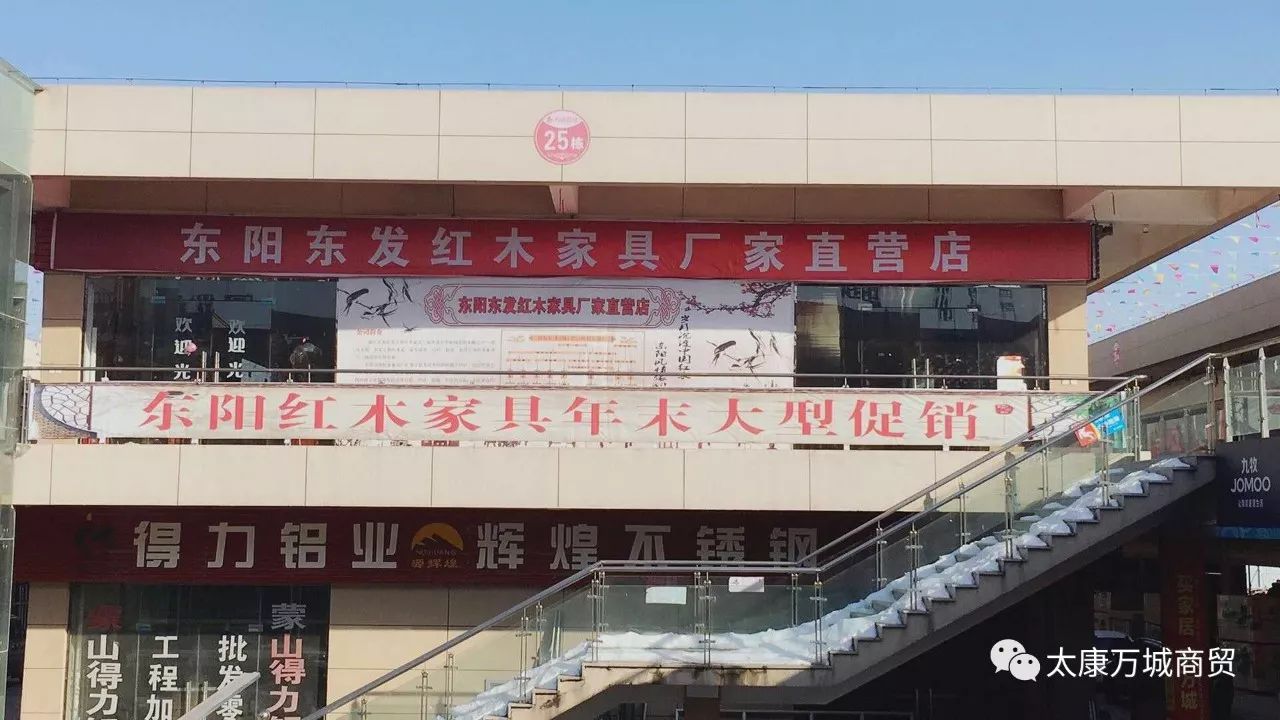 25栋
东阳东发红木家具厂家直营店
欢迎光
欢迎光
东阳东发红木家具厂家直营店
东阳红木家具年末大型促销
得力铝业
源辉煌
辉煌不锈钢
九牧
JOMOO
蒙山得力
工程加
批发零
蒙山得力铝
太康万城商贸